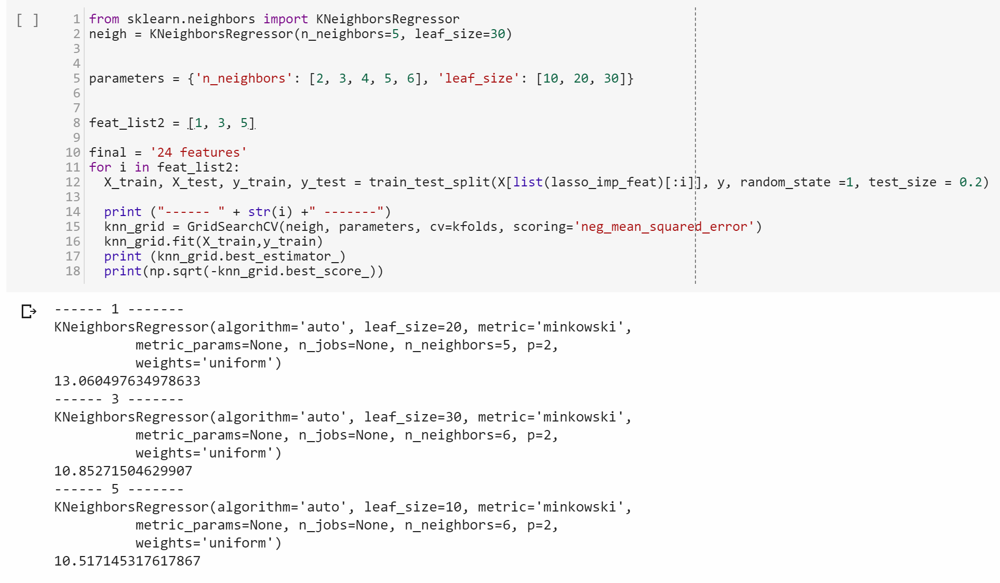 [ ]
1 from sklearn.neighbors import KNeighborsRegressor
2 neigh = KNeighborsRegressor(n_neighbors=5, leaf_size=30)
3
4
5 parameters = {'n_neighbors': [2, 3, 4, 5, 6], 'leaf_size': [10, 20, 30]}
6
7
8 feat_list2 = [1, 3, 5]
9
10 final = '24 features'
11 for i in feat_list2:
12   X_train, X_test, y_train, y_test = train_test_split(X[list(lasso_imp_feat)[:i]], y, random_state =1, test_size = 0.2)
13
14   print ("------ " + str(i) +" -------")
15   knn_grid = GridSearchCV(neigh, parameters, cv=kfolds, scoring='neg_mean_squared_error')
16   knn_grid.fit(X_train,y_train)
17   print (knn_grid.best_estimator_)
18   print(np.sqrt(-knn_grid.best_score_))
------ 1 -------
KNeighborsRegressor(algorithm='auto', leaf_size=20, metric='minkowski',
          metric_params=None, n_jobs=None, n_neighbors=5, p=2,
          weights='uniform')
13.060497634978633
------ 3 -------
KNeighborsRegressor(algorithm='auto', leaf_size=30, metric='minkowski',
          metric_params=None, n_jobs=None, n_neighbors=6, p=2,
          weights='uniform')
10.85271504629907
------ 5 -------
KNeighborsRegressor(algorithm='auto', leaf_size=10, metric='minkowski',
          metric_params=None, n_jobs=None, n_neighbors=6, p=2,
          weights='uniform')
10.517145317617867